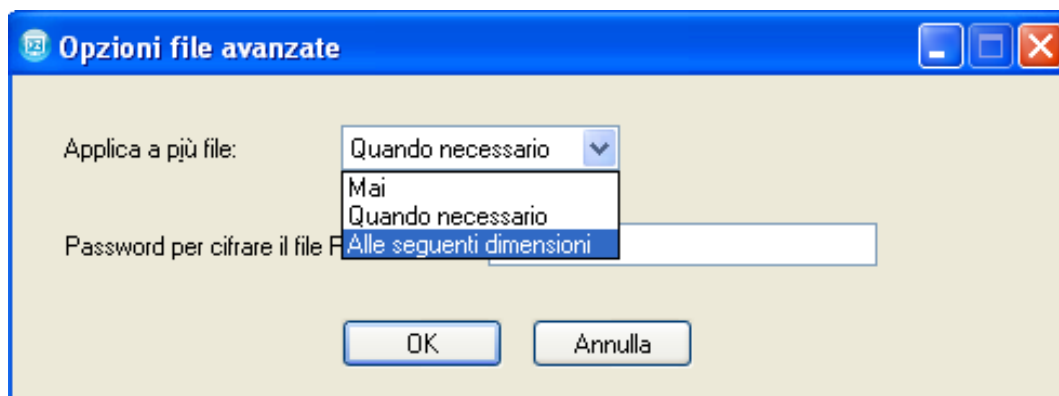 Opzioni file avanzate
Applica a più file: Quando necessario
Mai
Quando necessario
Password per cifrare il file
Alle seguenti dimensioni
OK Annulla